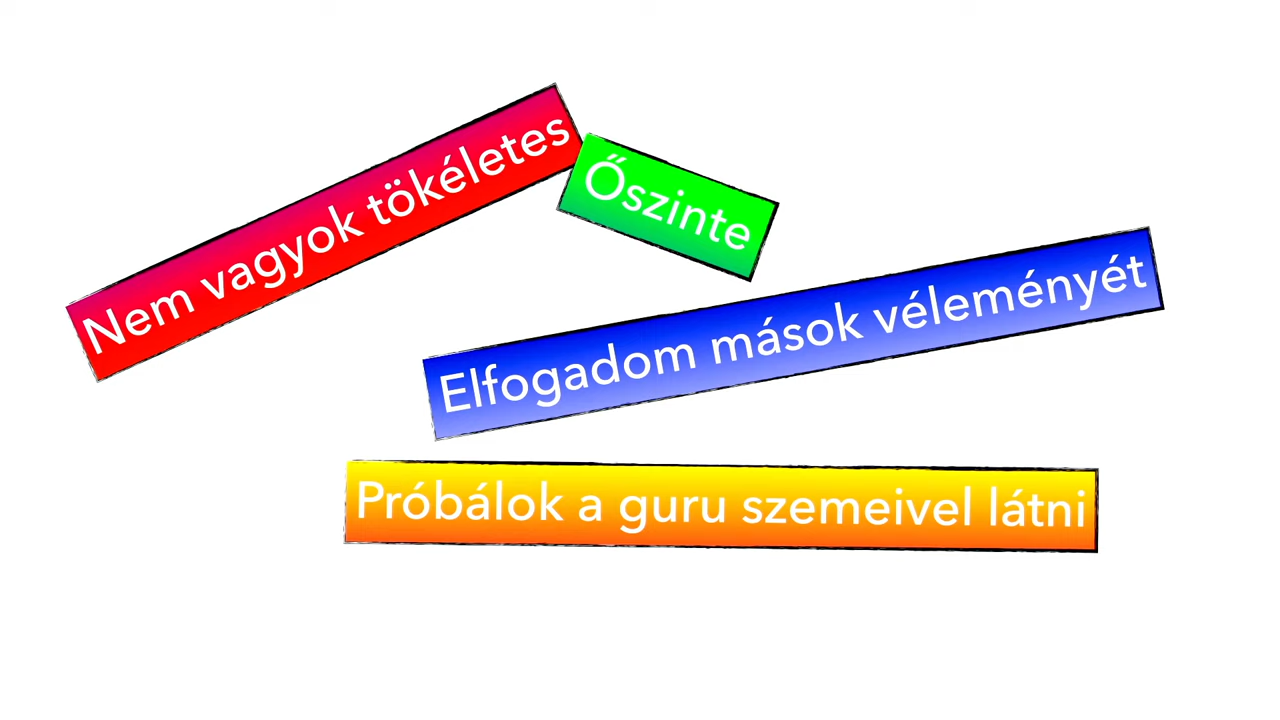 Nem vagyok tökéletes
Őszinte
Elfogadom mások véleményét
Próbálok a guru szemeivel látni